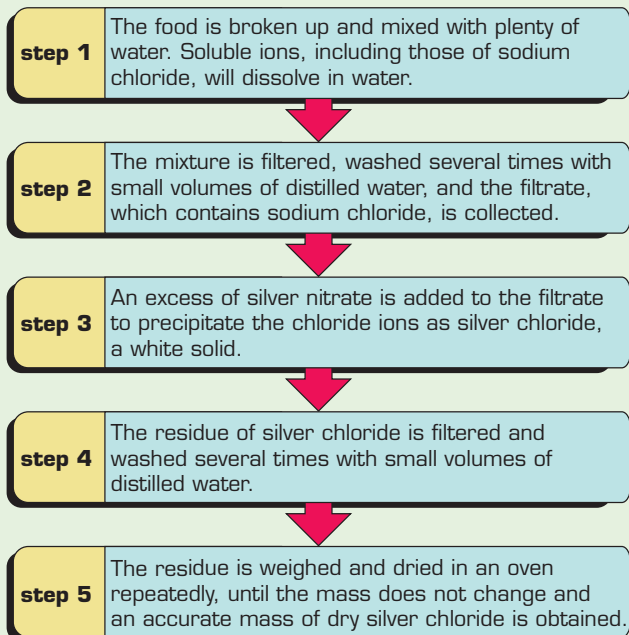 step 1
The food is broken up and mixed with plenty of
water. Soluble ions, including those of sodium
chloride, will dissolve in water.
step 2
The mixture is filtered, washed several times with
small volumes of distilled water, and the filtrate,
which contains sodium chloride, is collected.
step 3
An excess of silver nitrate is added to the filtrate
to precipitate the chloride ions as silver chloride,
a white solid.
step 4
The residue of silver chloride is filtered and
washed several times with small volumes of
distilled water.
step 5
The residue is weighed and dried in an oven
repeatedly, until the mass does not change and
an accurate mass of dry silver chloride is obtained.